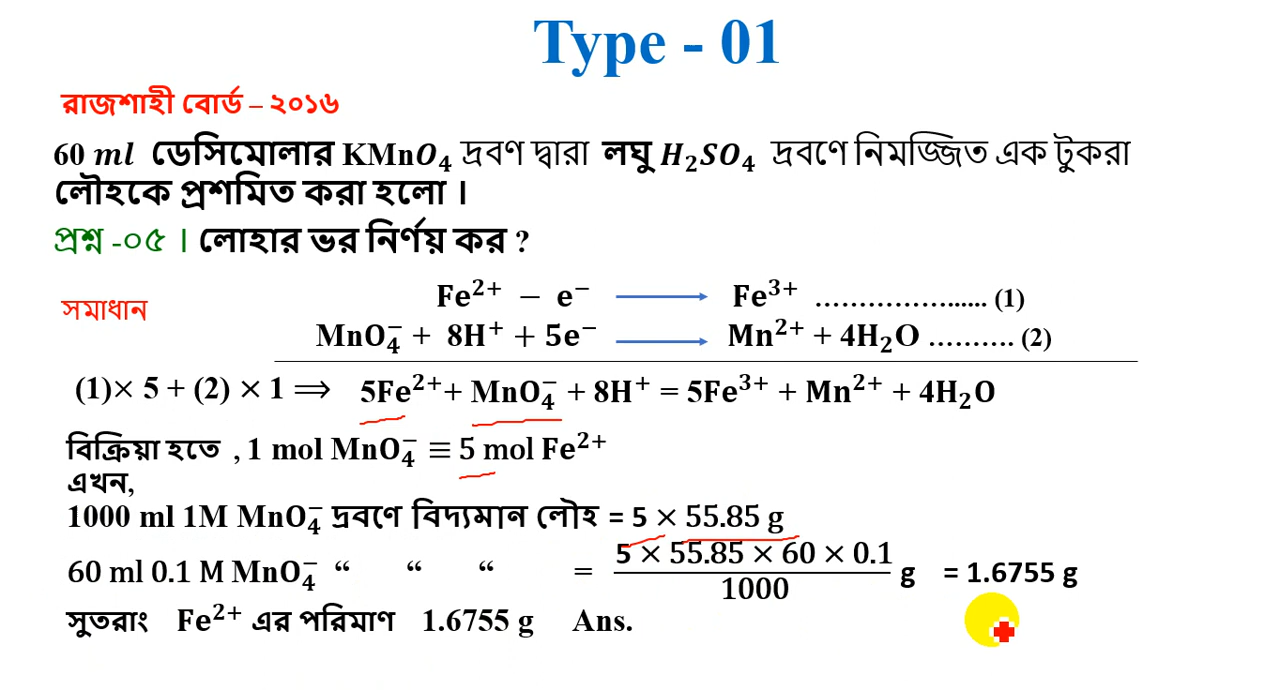 Type - 01
রাজশাহী বোর্ড – ২০১৬
60 ml ডেসিমোলার KMnO₄ দ্রবণ দ্বারা লঘু H₂SO₄ দ্রবণে নিমজ্জিত এক টুকরা
লৌহকে প্রশমিত করা হলো।
প্রশ্ন -০৫। লোহার ভর নির্ণয় কর ?
সমাধান
Fe²⁺ − e⁻ ⟶ Fe³⁺ …………….…...... (1)
MnO₄⁻ + 8H⁺ + 5e⁻ ⟶ Mn²⁺ + 4H₂O ………. (2)
(1)× 5 + (2) × 1 ⟹ 5Fe²⁺+ MnO₄⁻ + 8H⁺ = 5Fe³⁺ + Mn²⁺ + 4H₂O
বিক্রিয়া হতে , 1 mol MnO₄⁻ ≡ 5 mol Fe²⁺
এখন,
1000 ml 1M MnO₄⁻ দ্রবণে বিদ্যমান লৌহ = 5 × 55.85 g
60 ml 0.1 M MnO₄⁻ “ “ “ = (5 × 55.85 × 60 × 0.1)/1000 g = 1.6755 g
সুতরাং Fe²⁺ এর পরিমাণ 1.6755 g Ans.